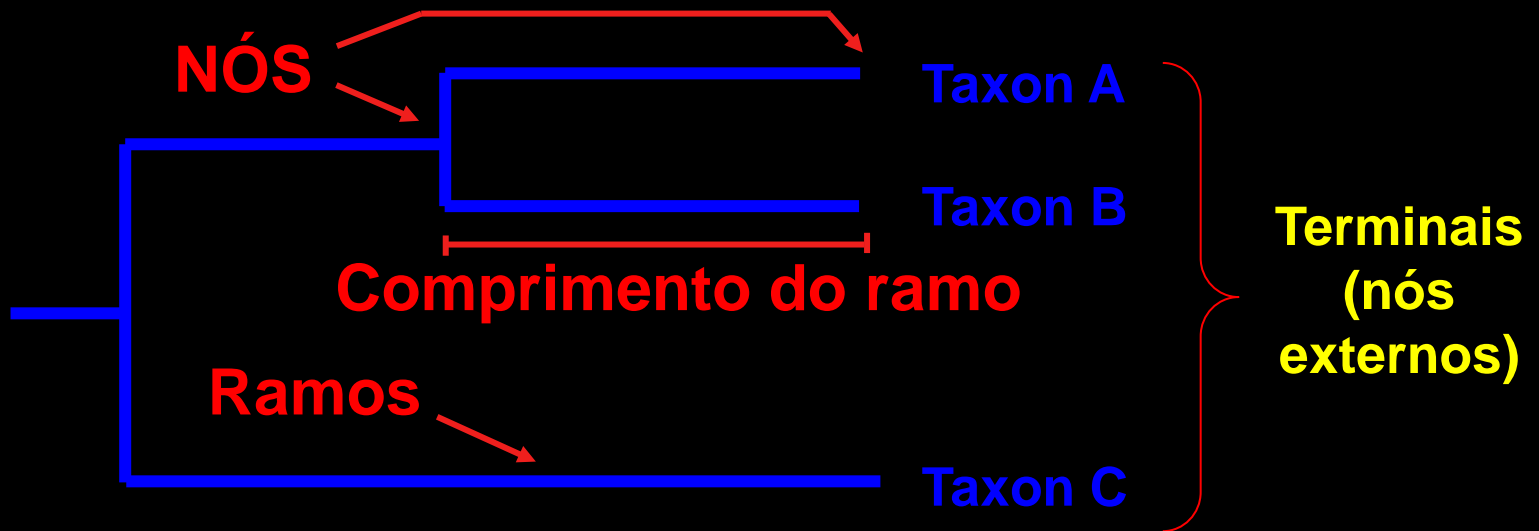 NÓS
Taxon A
Taxon B
Comprimento do ramo
Ramos
Taxon C
Terminais
(nós
externos)